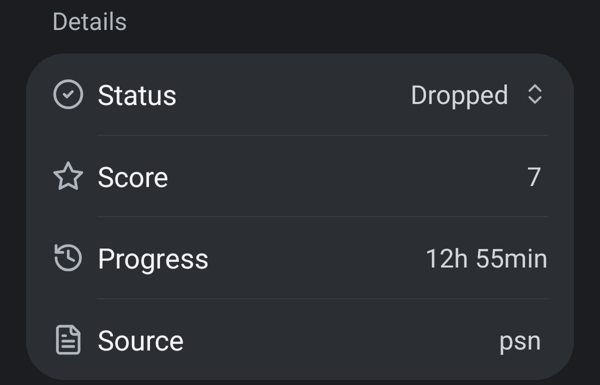 Details
Status Dropped
Score 7
Progress 12h 55min
Source psn